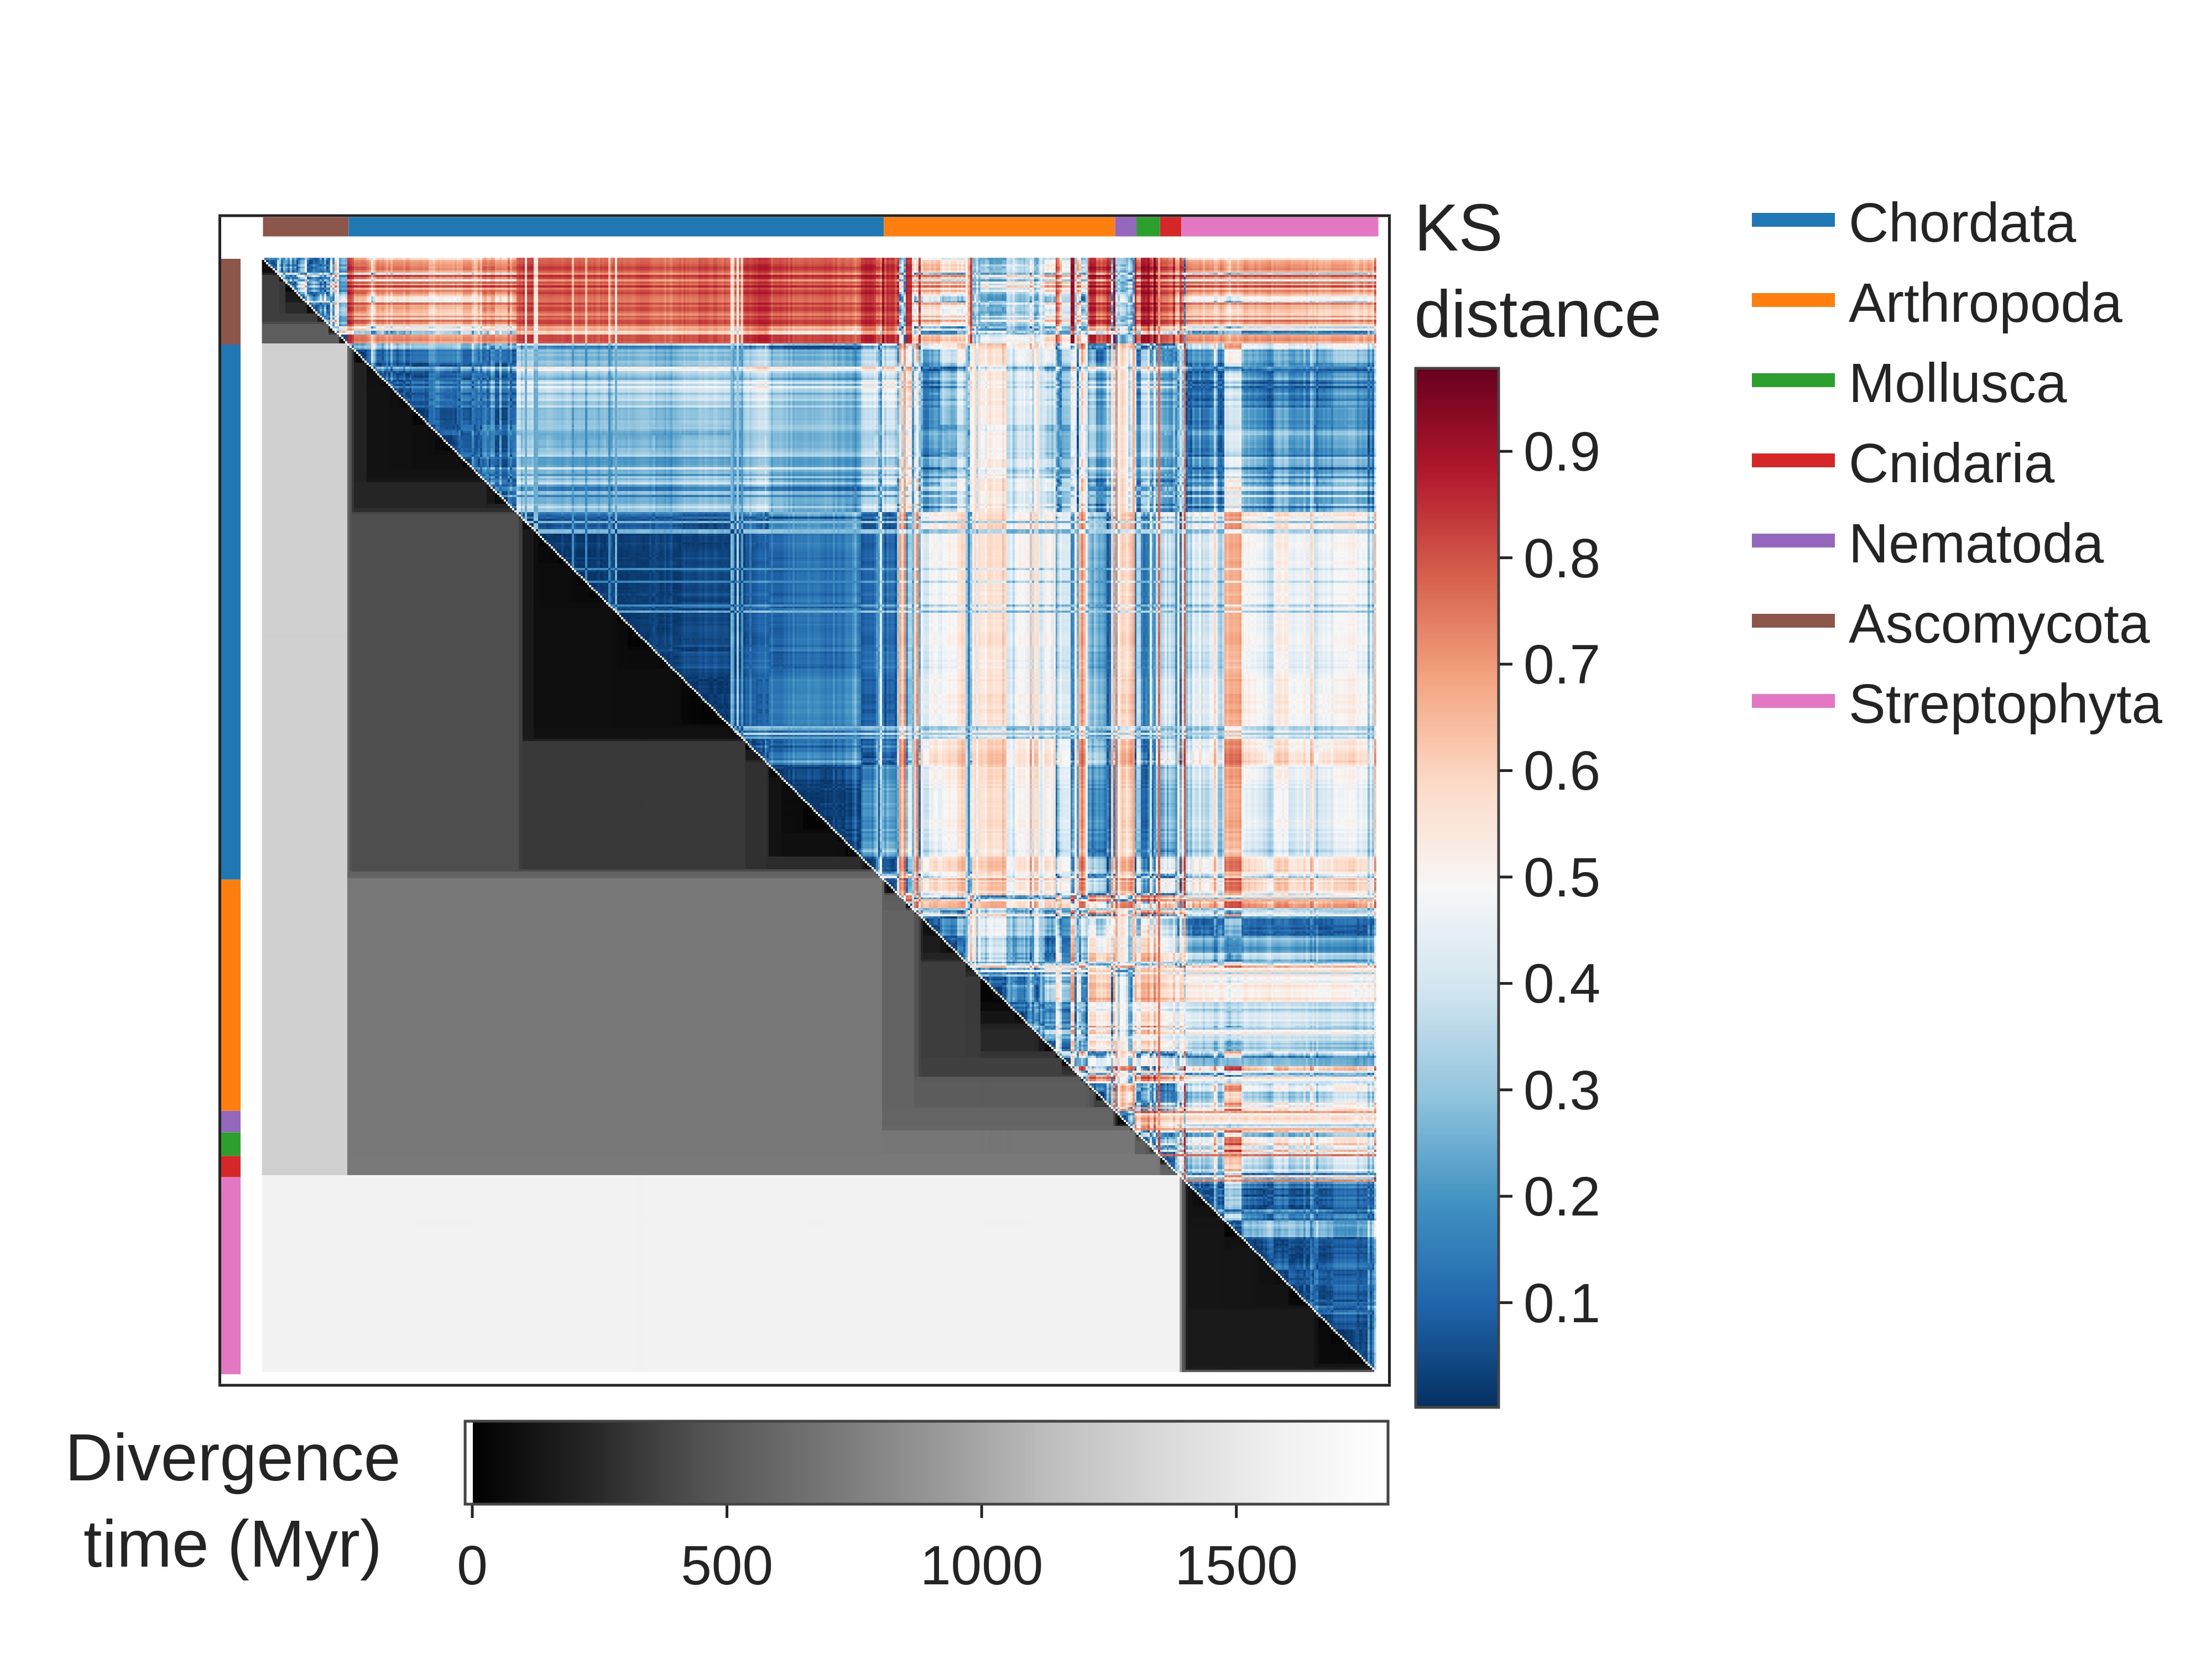 KS
distance
0.9
0.8
0.7
0.6
0.5
0.4
0.3
0.2
0.1
Chordata
Arthropoda
Mollusca
Cnidaria
Nematoda
Ascomycota
Streptophyta
Divergence
time (Myr)
0 500 1000 1500